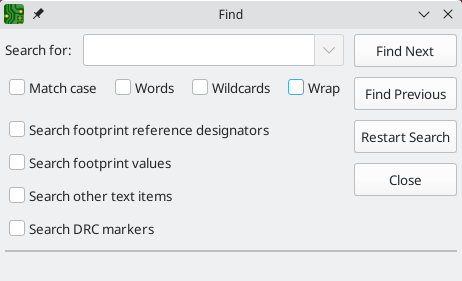 Find
Search for:
Find Next
Match case
Words
Wildcards
Wrap
Find Previous
Search footprint reference designators
Restart Search
Search footprint values
Close
Search other text items
Search DRC markers